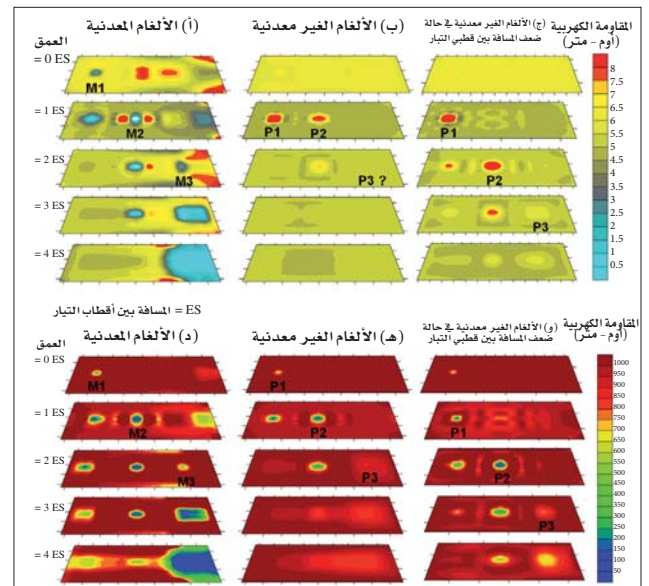 (أ) الألغام المعدنية
(ب) الألغام الغير معدنية
(ج) الألغام الغير معدنية في حالة
ضعف المسافة بين قطبي التيار
المقاومة الكهربية
(اوم - متر)
العمق
= 0 ES
M1
= 1 ES
M2
P1 P2
P1
= 2 ES
M3
P3 ?
P2
= 3 ES
P3
= 4 ES
8
7.5
7
6.5
6
5.5
5
4.5
4
3.5
3
2.5
2
1.5
1
0.5
ES = المسافة بين أقطاب التيار
(د) الألغام المعدنية
(هـ) الألغام الغير معدنية
(و) الألغام الغير معدنية في حالة
ضعف المسافة بين قطبي التيار
المقاومة الكهربية
(أوم - متر)
العمق
=0 ES
M1
P1
=1 ES
M2
P2
P1
=2 ES
M3
P3
P2
=3 ES
P3
=4 ES
1000
950
900
850
800
750
700
650
600
550
500
450
400
350
300
250
200
150
100
50